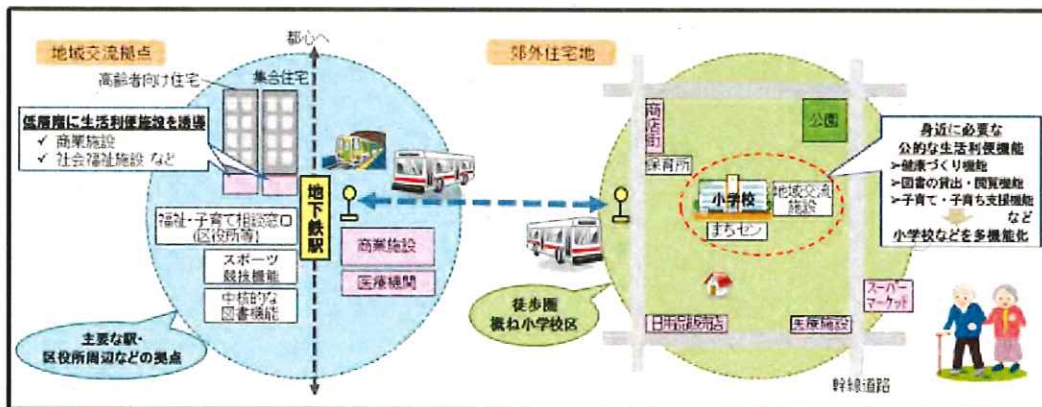 地域交流拠点
都心へ
高齢者向け住宅
集合住宅
低層階に生活利便施設を誘導
✓ 商業施設
✓ 社会福祉施設 など
地下鉄駅
福祉・子育て相談窓口
(区役所等)
スポーツ
競技機能
中核的な
図書機能
商業施設
医療機関
主要な駅・
区役所周辺などの拠点
郊外住宅地
商店街
保育所
公園
小学校
地域交流
施設
まちセン
身近に必要な
公的な生活利便機能
➢健康づくり機能
➢図書の貸出・閲覧機能
➢子育て・子育ち支援機能
など
小学校などを多機能化
徒歩圏
概ね小学校区
日用品販売店
医療施設
スーパー
マーケット
幹線道路